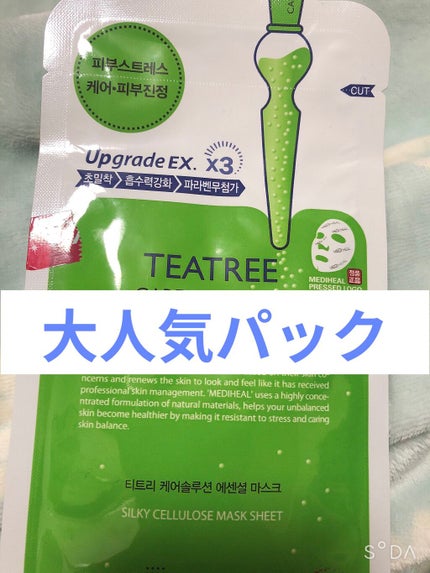 피부스트레스
케어•피부진정
CUT
Upgrade EX. x3
초밀착 흡수력강화 파라벤무첨가
TEATREE
MEDIHEAL
PRESSED LOGO
大人気パック
ncerns and renews the skin to look and feel like it has received
professional skin management. 'MEDIHEAL' uses a highly conce-
ntrated formulation of natural materials, helps your unbalanced
skin become healthier by making it resistant to stress and caring
skin balance.
티트리 케어솔루션 에센셜 마스크
SILKY CELLULOSE MASK SHEET
SODA